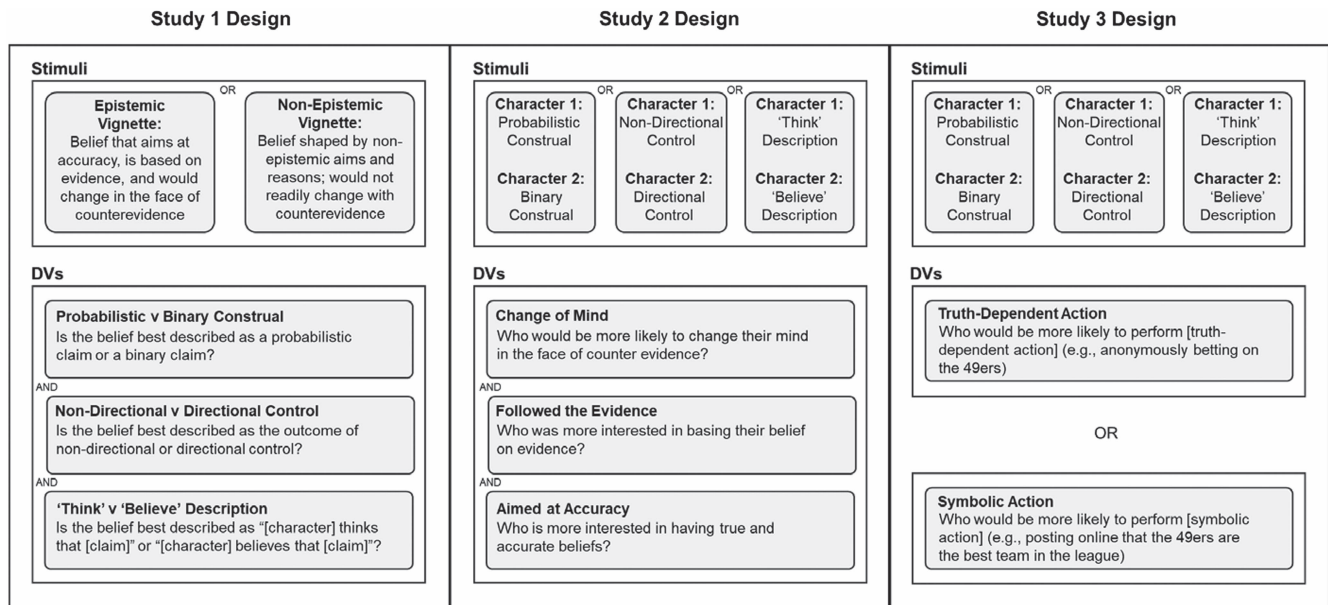 Study 1 Design
Stimuli
OR
Epistemic
Vignette:
Belief that aims at
accuracy, is based on
evidence, and would
change in the face of
counterevidence
Non-Epistemic
Vignette:
Belief shaped by non-
epistemic aims and
reasons; would not
readily change with
counterevidence
DVs
Probabilistic v Binary Construal
Is the belief best described as a probabilistic
claim or a binary claim?
AND
Non-Directional v Directional Control
Is the belief best described as the outcome of
non-directional or directional control?
AND
‘Think’ v ‘Believe’ Description
Is the belief best described as “[character] thinks
that [claim]” or “[character] believes that [claim]”?
Study 2 Design
Stimuli
Character 1:
Probabilistic
Construal
Character 2:
Binary
Construal
OR
Character 1:
Non-Directional
Control
Character 2:
Directional
Control
OR
Character 1:
‘Think’
Description
Character 2:
‘Believe’
Description
DVs
Change of Mind
Who would be more likely to change their mind
in the face of counter evidence?
AND
Followed the Evidence
Who was more interested in basing their belief
on evidence?
AND
Aimed at Accuracy
Who is more interested in having true and
accurate beliefs?
Study 3 Design
Stimuli
Character 1:
Probabilistic
Construal
Character 2:
Binary
Construal
OR
Character 1:
Non-Directional
Control
Character 2:
Directional
Control
OR
Character 1:
‘Think’
Description
Character 2:
‘Believe’
Description
DVs
Truth-Dependent Action
Who would be more likely to perform [truth-
dependent action] (e.g., anonymously betting on
the 49ers)
OR
Symbolic Action
Who would be more likely to perform [symbolic
action] (e.g., posting online that the 49ers are
the best team in the league)